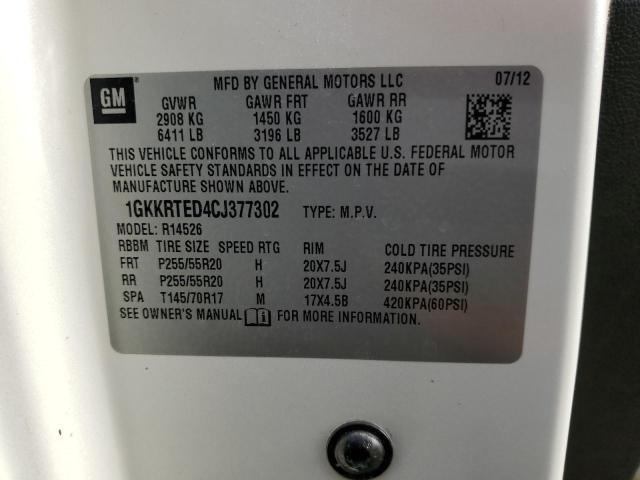 GM
MFD BY GENERAL MOTORS LLC 07/12
GVWR GAWR FRT GAWR RR
2908 KG 1450 KG 1600 KG
6411 LB 3196 LB 3527 LB
THIS VEHICLE CONFORMS TO ALL APPLICABLE U.S. FEDERAL MOTOR
VEHICLE SAFETY STANDARDS IN EFFECT ON THE DATE OF
MANUFACTURE SHOWN ABOVE.
1GKKRTED4CJ377302 TYPE: M.P.V.
MODEL: R14526
RBBM TIRE SIZE SPEED RTG RIM COLD TIRE PRESSURE
FRT P255/55R20 H 20X7.5J 240KPA(35PSI)
RR P255/55R20 H 20X7.5J 240KPA(35PSI)
SPA T145/70R17 M 17X4.5B 420KPA(60PSI)
SEE OWNER'S MANUAL FOR MORE INFORMATION.